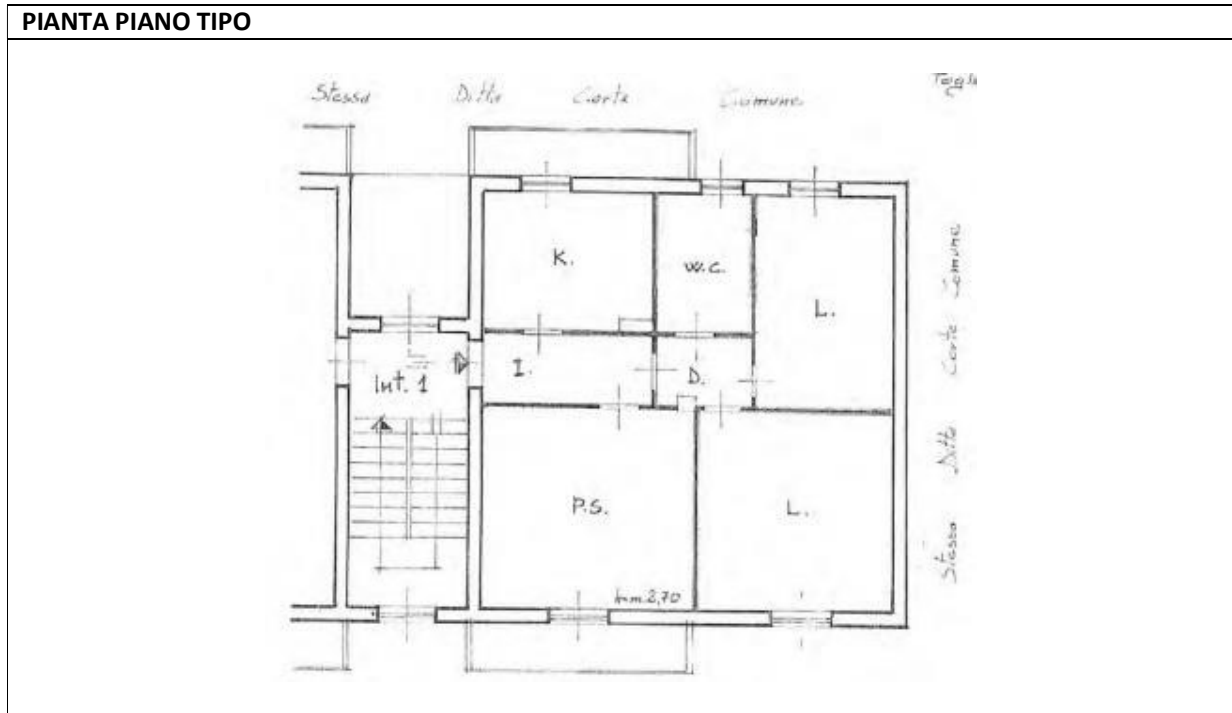 PIANTA PIANO TIPO
Stessa Ditta Corte Comune
K.
w.c.
L.
I.
D.
Int. 1
P.S.
L.
h=m.2,70
Stessa Ditta Corte Comune